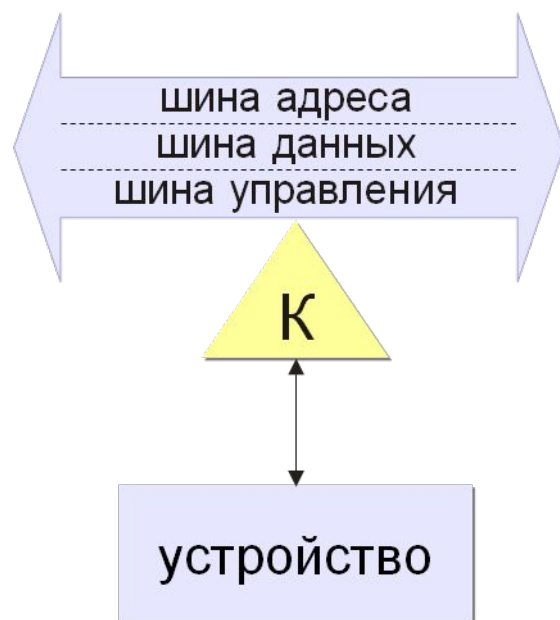 шина адреса
шина данных
шина управления
К
устройство